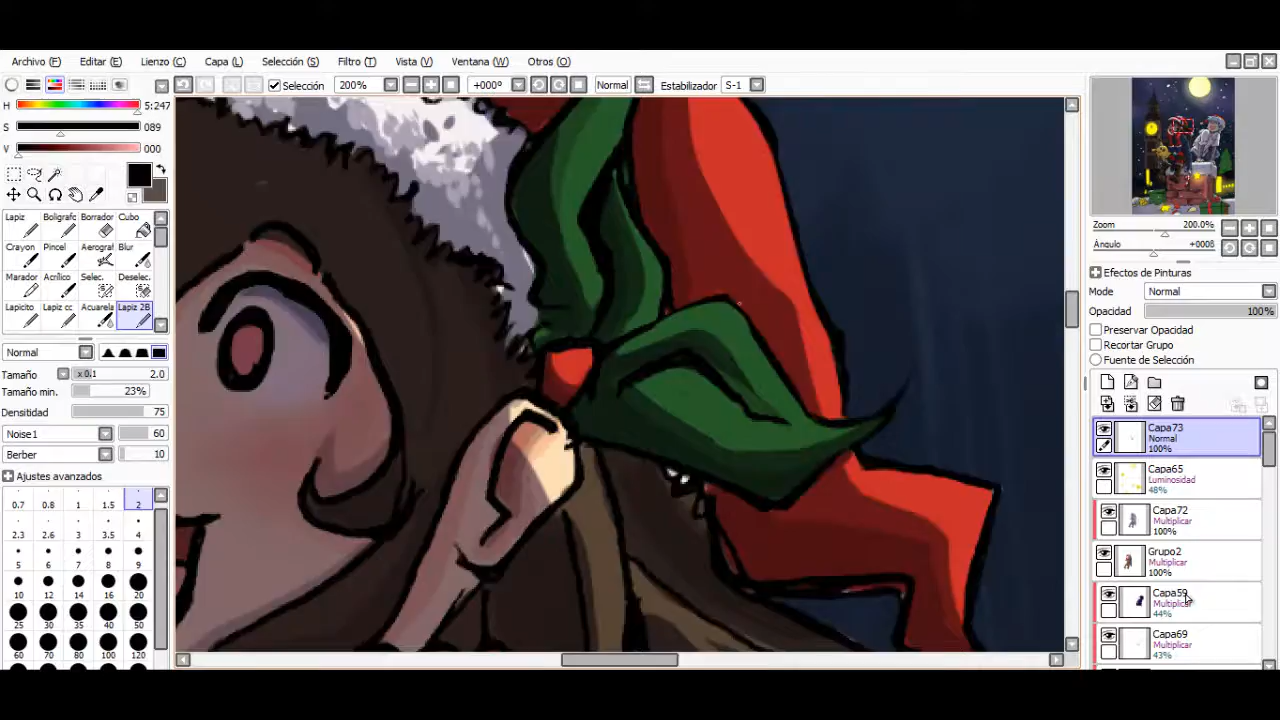 Archivo (F) Editar (E) Lienzo (C) Capa (L) Selección (S) Filtro (T) Vista (V) Ventana (W) Otros (O)
Selección 200% +000º Normal Estabilizador S-1
H 5:247
S 089
V 000
Lapiz Boligrafo Borrador Cubo
Crayon Pincel Aerograf Blur
Marador Acrílico Selec. Deselec.
Lapicito Lapiz cc Acuarela Lapiz 2B
Normal
Tamaño x 0.1 2.0
Tamaño min. 23%
Densitidad 75
Noise1 60
Berber 10
Ajustes avanzados
0.7 0.8 1 1.5 2
2.3 2.6 3 3.5 4
5 6 7 8 9
10 12 14 16 20
25 30 35 40 50
60 70 80 100 120
Zoom 200.0%
Ángulo +000B
Efectos de Pinturas
Modo Normal
Opacidad 100%
Preservar Opacidad
Recortar Grupo
Fuente de Selección
Capa73
Normal
100%
Capa65
Luminosidad
48%
Capa72
Multiplicar
100%
Grupo2
Multiplicar
100%
Capa59
Multiplicar
44%
Capa69
Multiplicar
43%